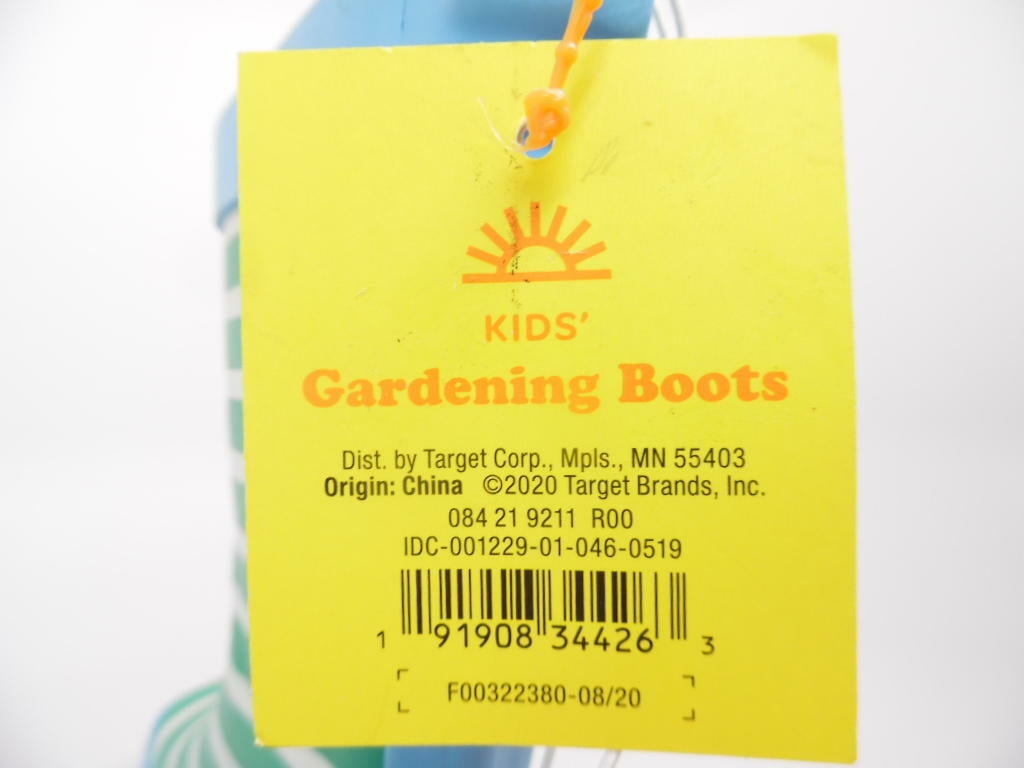 KIDS’
Gardening Boots
Dist. by Target Corp., Mpls., MN 55403
Origin: China ©2020 Target Brands, Inc.
084 21 9211 R00
IDC-001229-01-046-0519
1 91908 34426 3
F00322380-08/20